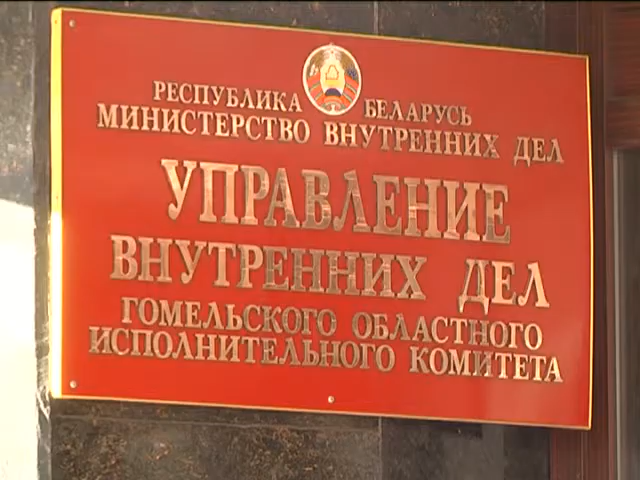 РЕСПУБЛИКА БЕЛАРУСЬ
МИНИСТЕРСТВО ВНУТРЕННИХ ДЕЛ
УПРАВЛЕНИЕ
ВНУТРЕННИХ ДЕЛ
ГОМЕЛЬСКОГО ОБЛАСТНОГО
ИСПОЛНИТЕЛЬНОГО КОМИТЕТА